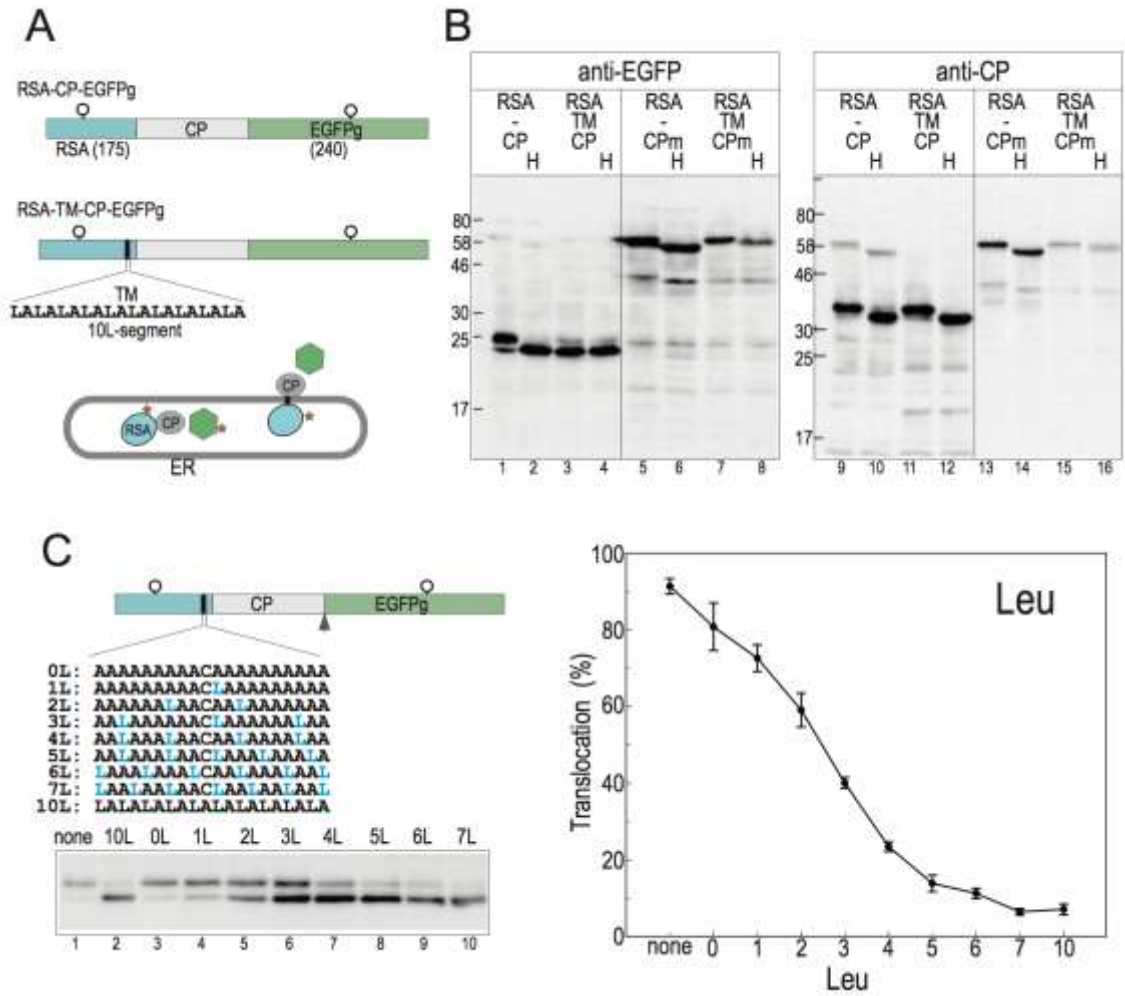 A
RSA-CP-EGFPg
CP
EGFPg
RSA (175)
(240)
RSA-TM-CP-EGFPg
TM
LALALALALALALALALALA
10L-segment
RSA
CP
CP
ER
B
anti-EGFP
RSA RSA RSA RSA
- TM - TM
CP CP CPm CPm
H H H H
80
58
46
30
25
17
1 2 3 4 5 6 7 8
anti-CP
RSA RSA RSA RSA
- TM - TM
CP CP CPm CPm
H H H H
80
58
46
30
25
17
9 10 11 12 13 14 15 16
C
CP
EGFPg
0L: AAAAAAAAACAAAAAAAAAA
1L: AAAAAAAAACLAAAAAAAAA
2L: AAAAAALAACAALAAAAAAA
3L: AALAAAAAACLAAAAAALAA
4L: AALAAALAACAALAAAALAA
5L: AALAAALAACLAAALAAALA
6L: LAAALAAALCAALAAALAAL
7L: LAALAALAACLAALAALAAL
10L: LALALALALALALALALALA
none 10L 0L 1L 2L 3L 4L 5L 6L 7L
1 2 3 4 5 6 7 8 9 10
Leu
Translocation (%)
100
80
60
40
20
0
none 0 1 2 3 4 5 6 7 10
Leu